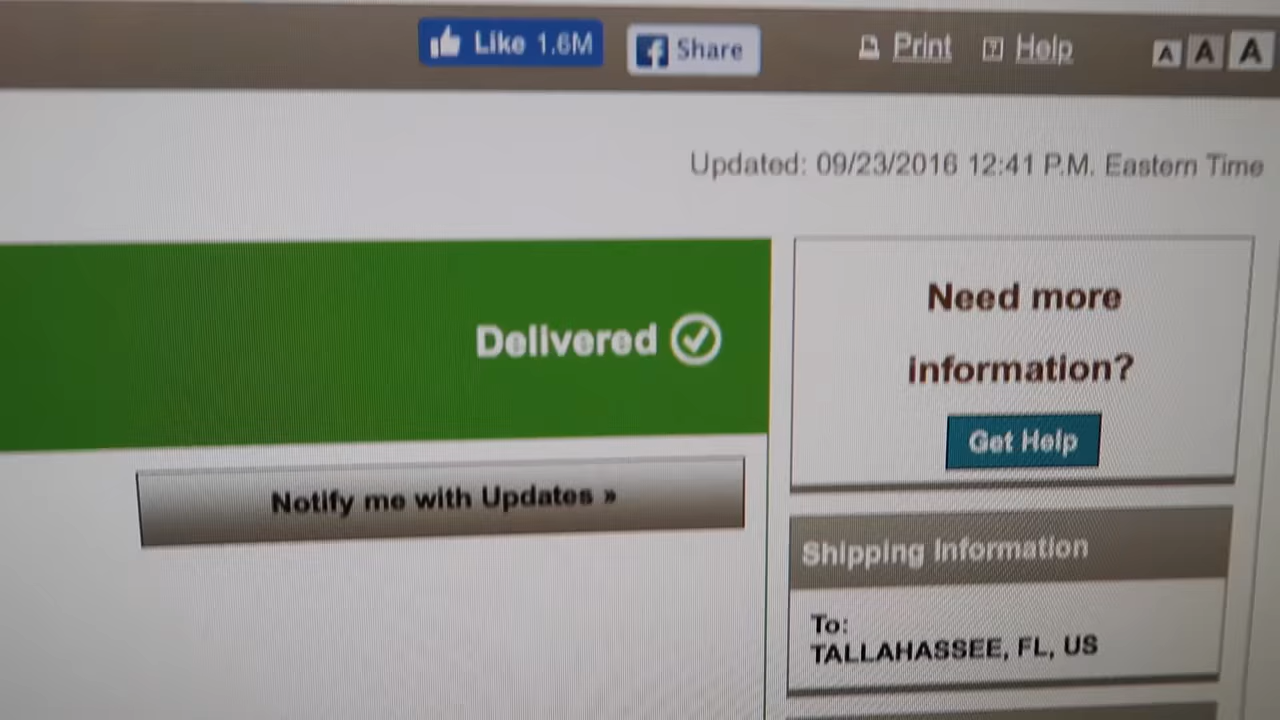 Like 1.6M
Share
Print
Help
A A A
Updated: 09/23/2016 12:41 P.M. Eastern Time
Delivered
Need more
information?
Get Help
Notify me with Updates »
Shipping Information
To:
TALLAHASSEE, FL, US